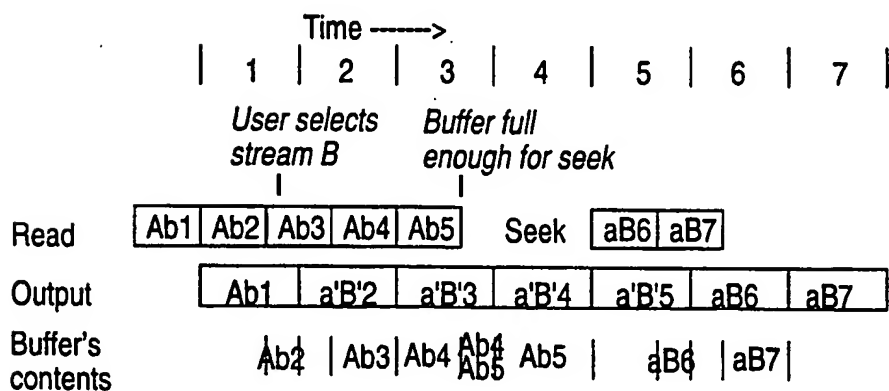 Time ------->
1 2 3 4 5 6 7
User selects Buffer full
stream B enough for seek
Read Ab1 Ab2 Ab3 Ab4 Ab5 Seek aB6 aB7
Output Ab1 a'B'2 a'B'3 a'B'4 a'B'5 aB6 aB7
Buffer's
contents Ab2 Ab3 Ab4 Ab4 Ab5 Ab5 aB6 aB7